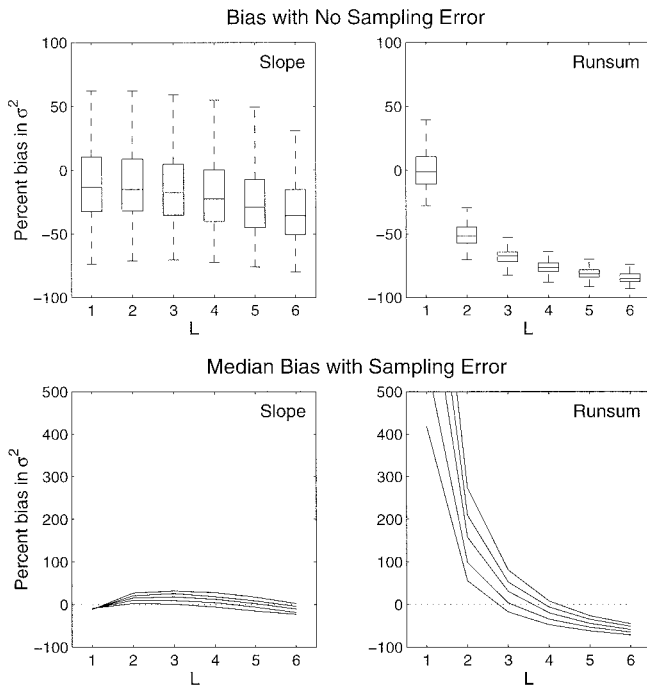 Bias with No Sampling Error
Slope
Runsum
Percent bias in σ²
100
50
0
−50
−100
1 2 3 4 5 6
L
100
50
0
−50
−100
1 2 3 4 5 6
L
Median Bias with Sampling Error
Slope
Runsum
Percent bias in σ²
500
400
300
200
100
0
−100
1 2 3 4 5 6
L
500
400
300
200
100
0
−100
1 2 3 4 5 6
L